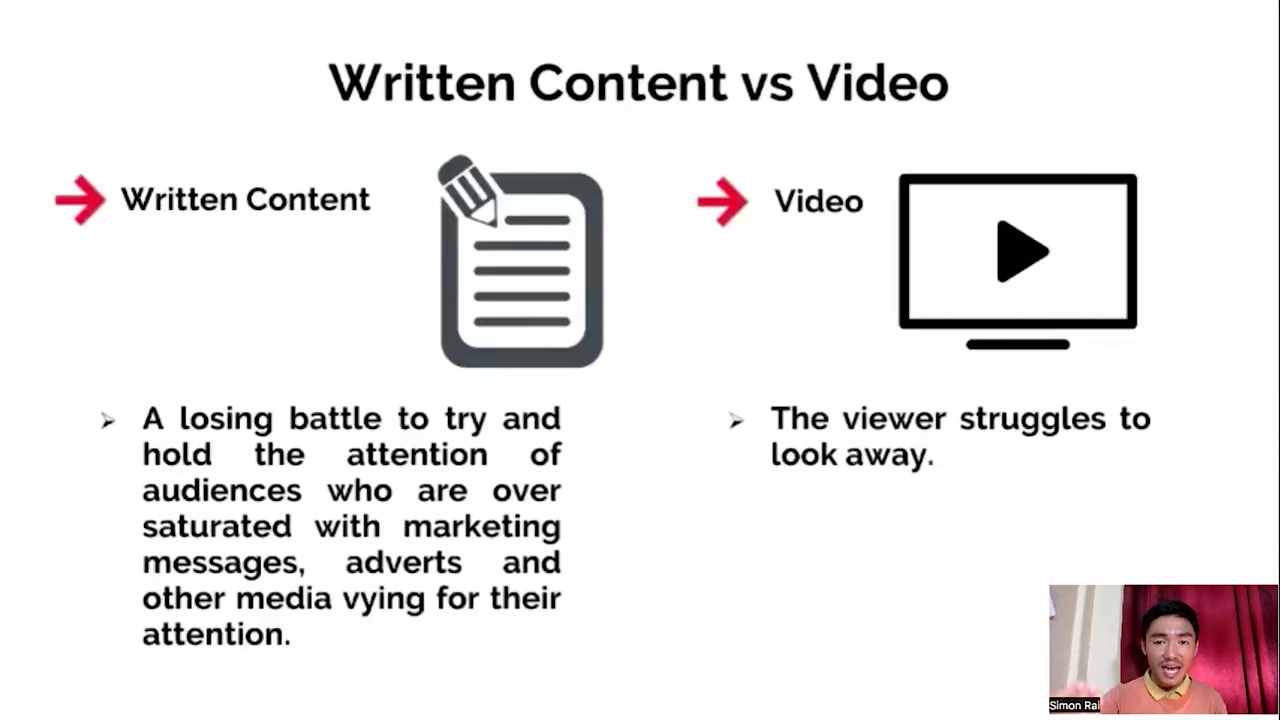 Written Content vs Video
Written Content
A losing battle to try and
hold the attention of
audiences who are over
saturated with marketing
messages, adverts and
other media vying for their
attention.
Video
The viewer struggles to
look away.
Simon Rai